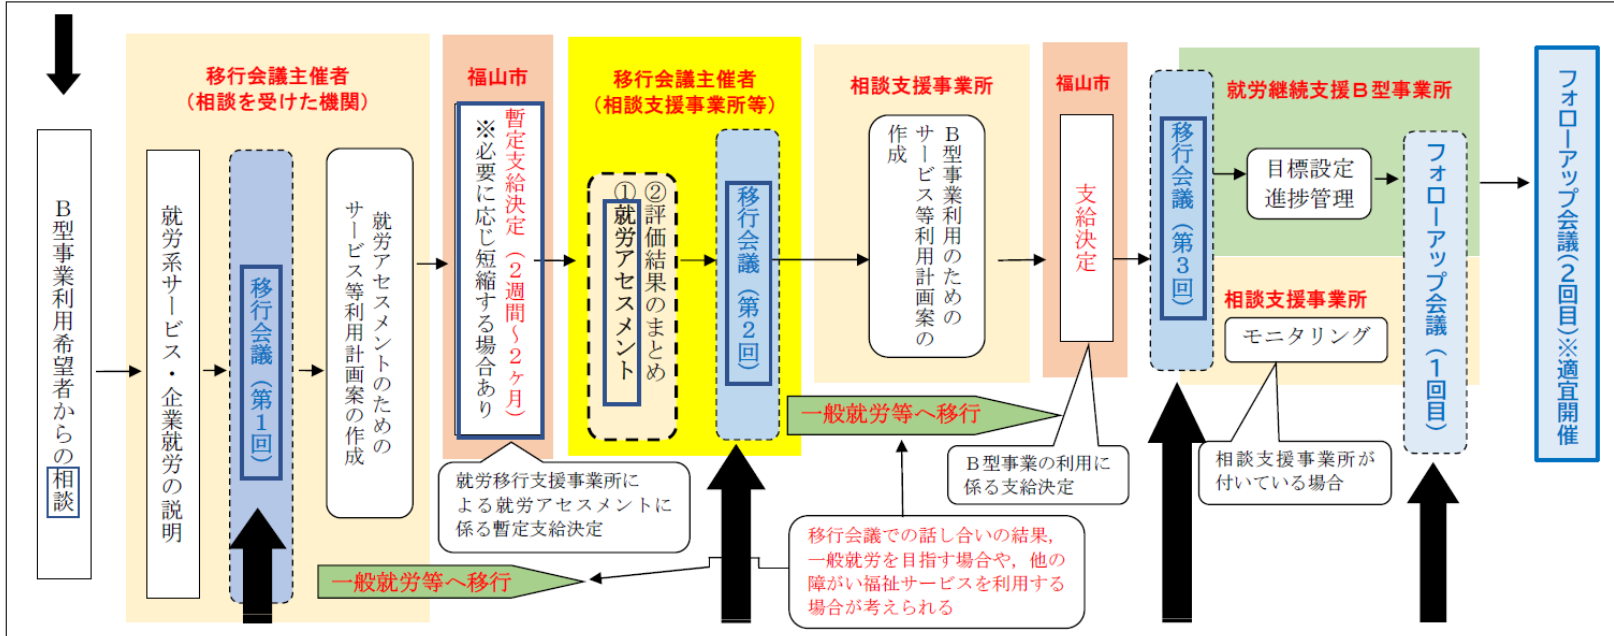 B型事業利用希望者からの相談
移行会議主催者
(相談を受けた機関)
就労系サービス・企業就労の説明
移行会議(第1回)
就労アセスメントのための
サービス等利用計画案の作成
福山市
暫定支給決定(2週間~2ヶ月)
※必要に応じ短縮する場合あり
就労移行支援事業所に
よる就労アセスメントに
係る暫定支給決定
一般就労等へ移行
移行会議主催者
(相談支援事業所等)
①就労アセスメント
②評価結果のまとめ
移行会議(第2回)
相談支援事業所
B型事業利用のための
サービス等利用計画案の
作成
一般就労等へ移行
移行会議での話し合いの結果,
一般就労を目指す場合や,他の
障がい福祉サービスを利用する
場合が考えられる
福山市
支給決定
B型事業の利用に
係る支給決定
移行会議(第3回)
就労継続支援B型事業所
目標設定
進捗管理
相談支援事業所
モニタリング
相談支援事業所が
付いている場合
フォローアップ会議(1回目)
フォローアップ会議(2回目)※適宜開催